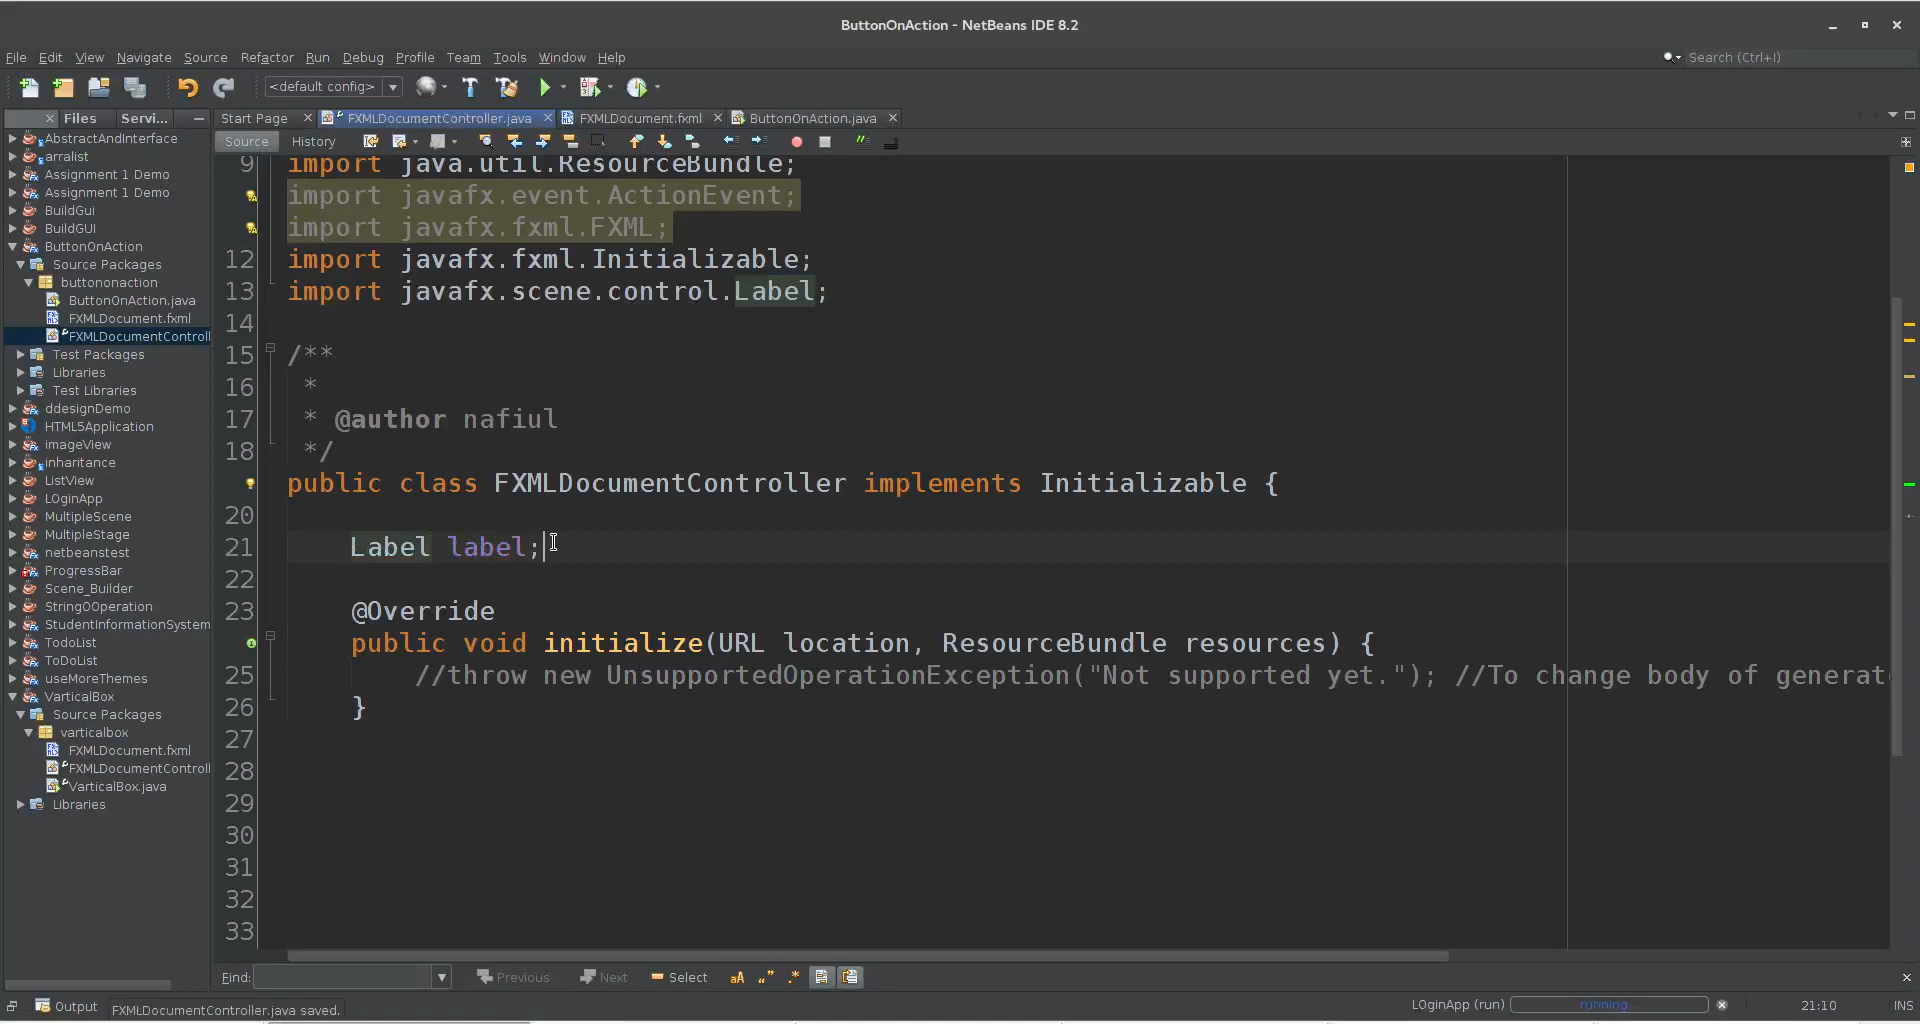 ButtonOnAction - NetBeans IDE 8.2
File Edit View Navigate Source Refactor Run Debug Profile Team Tools Window Help
Search (Ctrl+I)
<default config>
Files Servi...
Start Page FXMLDocumentController.java FXMLDocument.fxml ButtonOnAction.java
Source History
AbstractAndInterface
arralist
Assignment 1 Demo
Assignment 1 Demo
BuildGui
BuildGUI
ButtonOnAction
Source Packages
buttononaction
ButtonOnAction.java
FXMLDocument.fxml
FXMLDocumentControll
Test Packages
Libraries
Test Libraries
ddesignDemo
HTML5Application
imageView
inheritance
ListView
LOginApp
MultipleScene
MultipleStage
netbeanstest
ProgressBar
Scene_Builder
StringOOperation
StudentInformationSystem
TodoList
ToDoList
useMoreThemes
VarticalBox
Source Packages
varticalbox
FXMLDocument.fxml
FXMLDocumentControll
VarticalBox.java
Libraries
9 import java.util.ResourceBundle;
import javafx.event.ActionEvent;
import javafx.fxml.FXML;
12 import javafx.fxml.Initializable;
13 import javafx.scene.control.Label;
14
15 /**
16 *
17 * @author nafiul
18 */
public class FXMLDocumentController implements Initializable {
20
21 Label label;
22
23 @Override
public void initialize(URL location, ResourceBundle resources) {
25 //throw new UnsupportedOperationException("Not supported yet."); //To change body of generat
26 }
27
28
29
30
31
32
33
Find: Previous Next Select
Output FXMLDocumentController.java saved. LOginApp (run) running... 21:10 INS